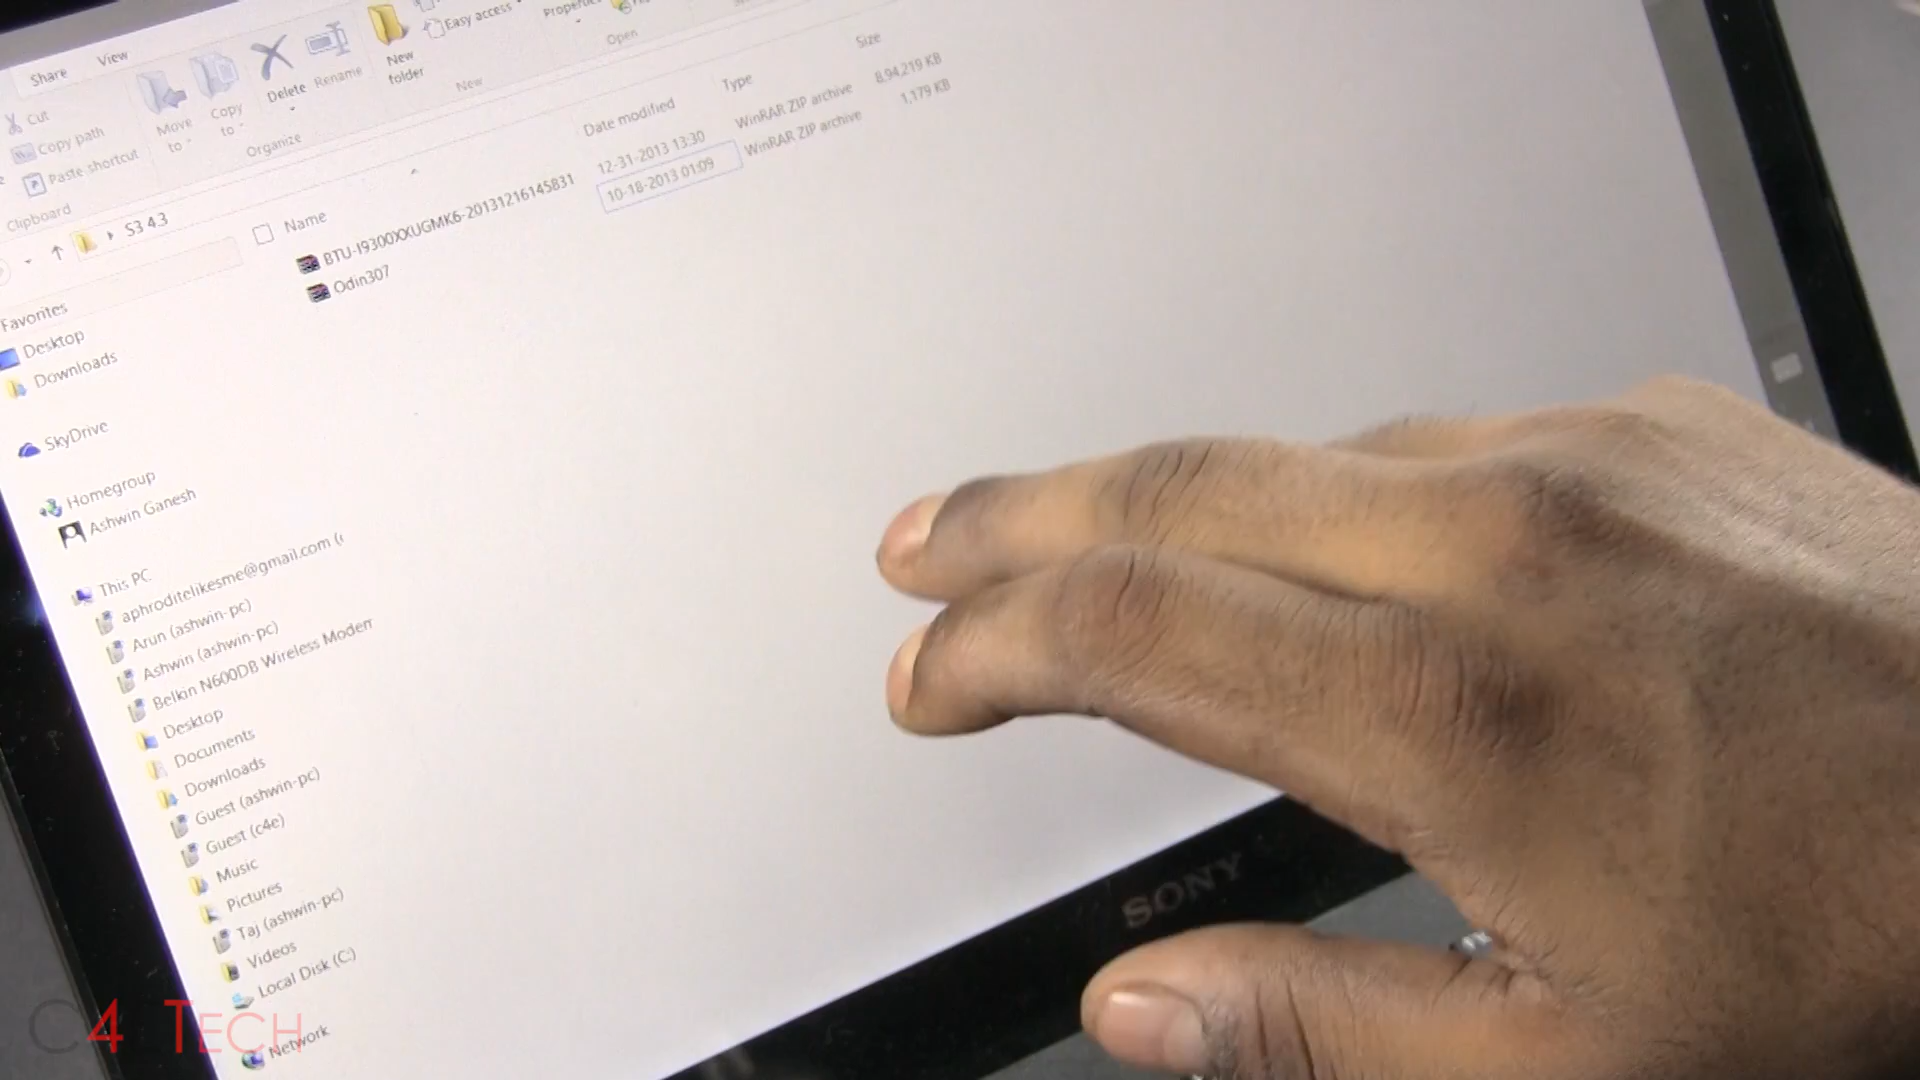 Share
View
Cut
Copy path
Paste shortcut
Clipboard
Move
to
Copy
to
Delete
Rename
Organize
New
folder
New
Easy access
Open
S3 4.3
Name
Date modified
Type
Size
BTU-I9300XXUGMK6-20131216145831
12-31-2013 13:30
WinRAR ZIP archive
8,94,219 KB
Odin307
10-18-2013 01:09
WinRAR ZIP archive
1,179 KB
Favorites
Desktop
Downloads
SkyDrive
Homegroup
Ashwin Ganesh
This PC
aphroditelikesme@gmail.com (
Arun (ashwin-pc)
Ashwin (ashwin-pc)
Belkin N600DB Wireless Modem
Desktop
Documents
Downloads
Guest (ashwin-pc)
Guest (c4e)
Music
Pictures
Taj (ashwin-pc)
Videos
Local Disk (C:)
Network
SONY
C4 TECH